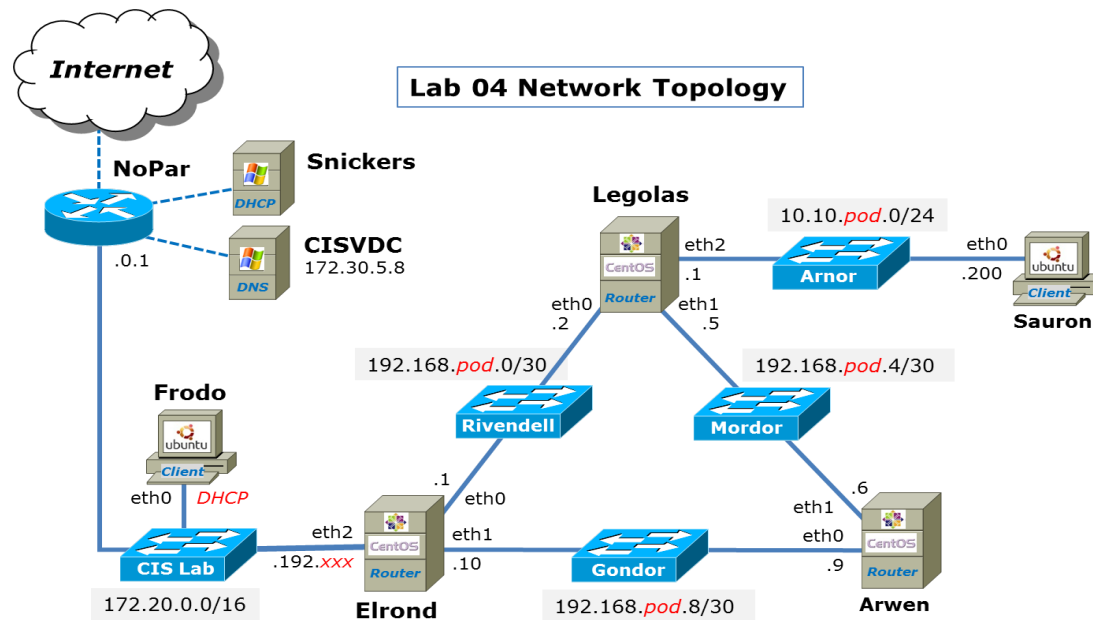 Internet
Lab 04 Network Topology
NoPar
.0.1
Snickers
DHCP
CISVDC
172.30.5.8
DNS
Legolas
CentOS
Router
eth2
.1
eth0
.2
eth1
.5
10.10.pod.0/24
Arnor
eth0
.200
ubuntu
Client
Sauron
192.168.pod.0/30
Rivendell
192.168.pod.4/30
Mordor
Frodo
ubuntu
Client
eth0
DHCP
CIS Lab
172.20.0.0/16
eth2
.192.xxx
.1
eth0
eth1
.10
CentOS
Router
Elrond
Gondor
192.168.pod.8/30
.6
eth1
eth0
.9
CentOS
Router
Arwen